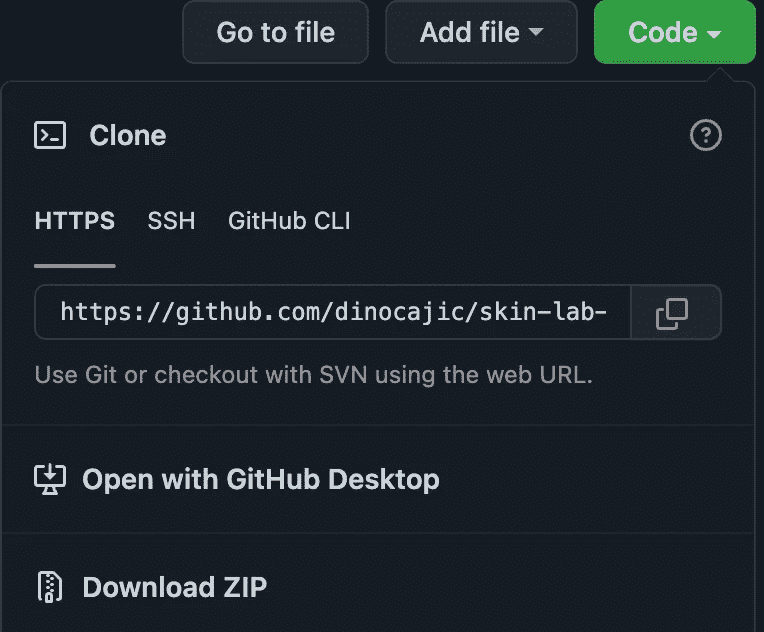 Go to file Add file Code
Clone
HTTPS SSH GitHub CLI
https://github.com/dinocajic/skin-lab-
Use Git or checkout with SVN using the web URL.
Open with GitHub Desktop
Download ZIP